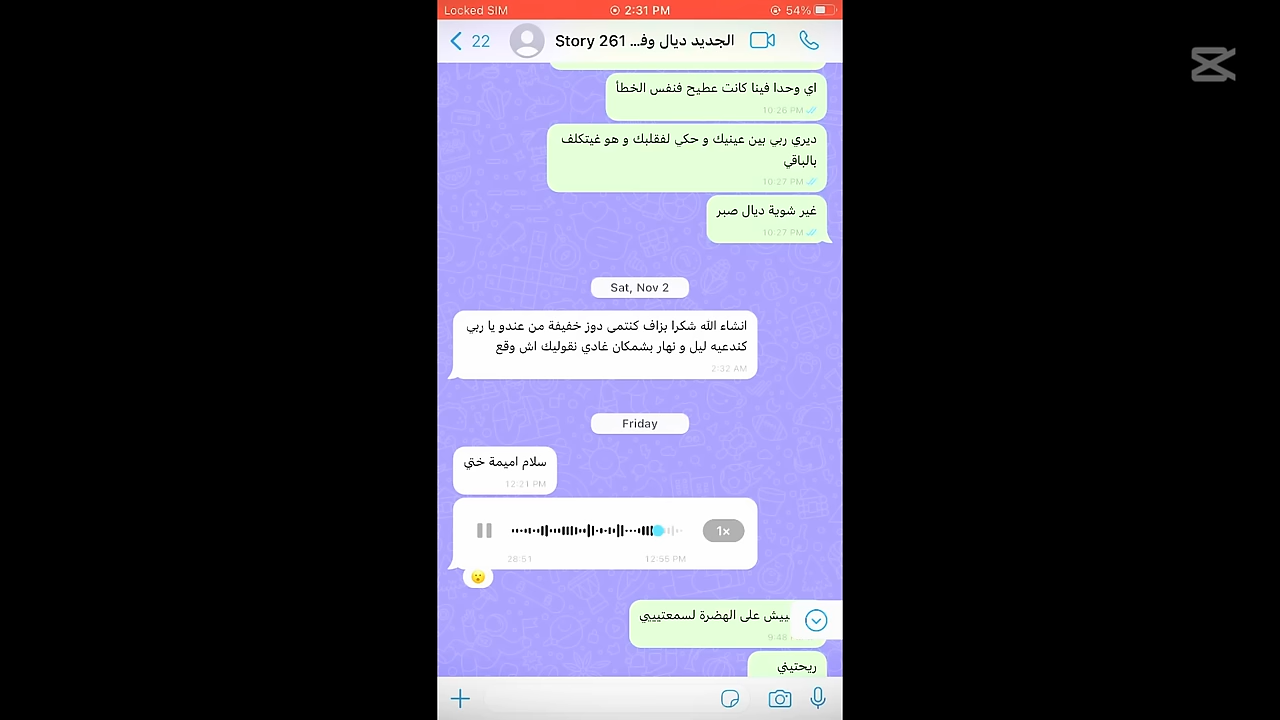 Locked SIM
2:31 PM
54%
22
Story 261 الجديد ديال وفـ...
اي وحدا فينا كانت عطيح فنفس الخطأ
10:26 PM
ديري ربي بين عينيك و حكي لفقلبك و هو غيتكلف
بالباقي
10:27 PM
غير شوية ديال صبر
10:27 PM
Sat, Nov 2
انشاء الله شكرا بزاف كنتمى دوز خفيفة من عندو يا ربي
كندعيه ليل و نهار بشمكان غادي نقوليك اش وقع
2:32 AM
Friday
سلام اميمة ختي
12:21 PM
1x
28:51
12:55 PM
ييش على الهضرة لسمعتيييي
9:48
ريحتيني